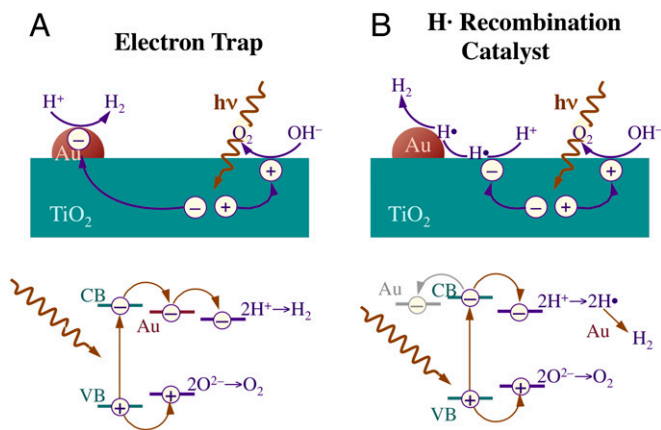 A
Electron Trap
hν
H⁺
H₂
O₂
OH⁻
−
Au
+
TiO₂
− +
CB
−
Au
−
−
2H⁺→H₂
VB
+
+
2O²⁻→O₂
B
H· Recombination
Catalyst
hν
H₂
H•
H•
H⁺
O₂
OH⁻
Au
−
+
TiO₂
− +
Au
−
CB
−
−
2H⁺→2H•
Au
H₂
VB
+
+
2O²⁻→O₂